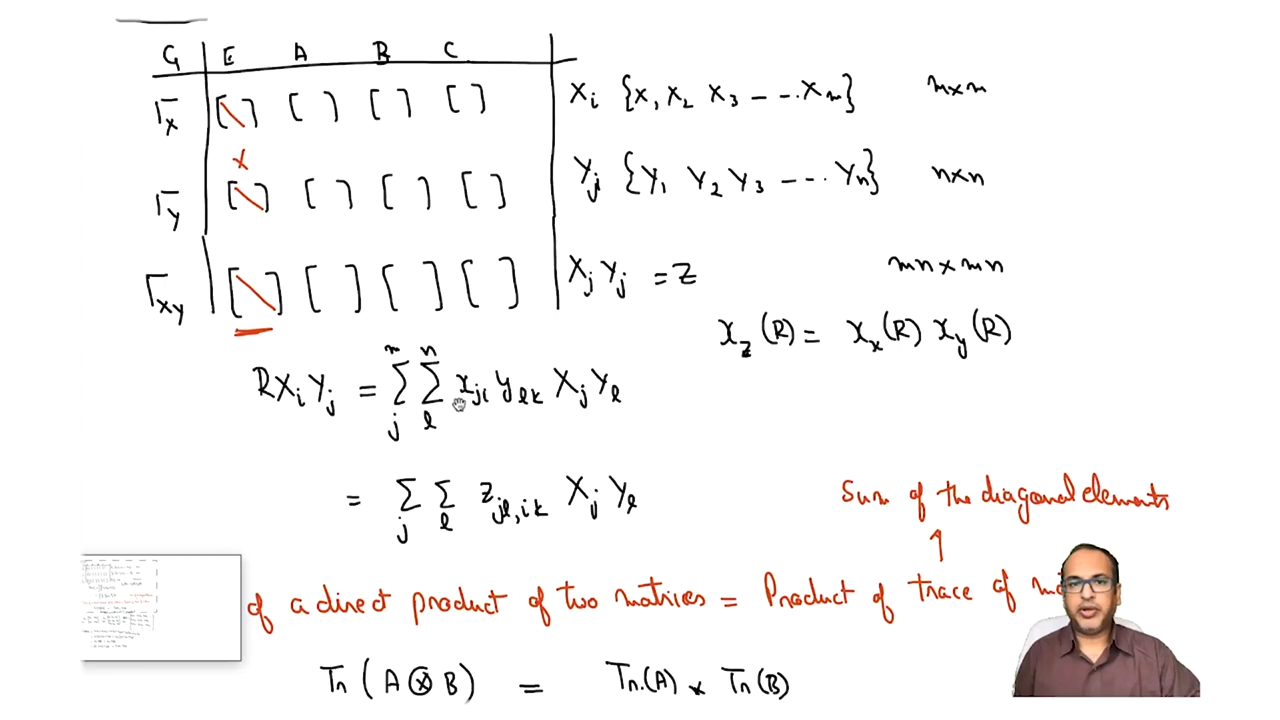 G E A B C
Γx [ ] [ ] [ ] [ ] Xi {X1 X2 X3 --...Xm} m×m
x
Γy [ ] [ ] [ ] [ ] Yj {Y1 Y2 Y3 --... Yn} n×n
Γxy [ ] [ ] [ ] [ ] Xj Yj = Z mn×mn
χz(R) = χx(R) χy(R)
RXiYj = Σj^m Σl^n xji ylk Xj Yl
= Σj Σl zjl,ik Xj Yl
Sum of the diagonal elements
↑
of a direct product of two matrices = Product of trace of
Tr (A ⊗ B) = Tr.(A) × Tr(B)